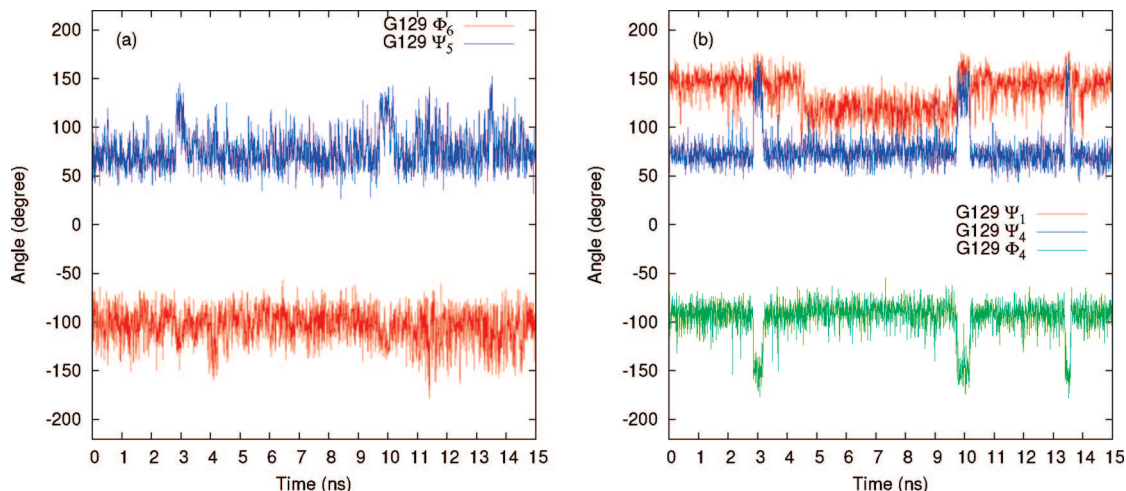 (a)
G129 Φ6
G129 Ψ5
200
150
100
50
0
-50
-100
-150
-200
Angle (degree)
0 1 2 3 4 5 6 7 8 9 10 11 12 13 14 15
Time (ns)
(b)
200
150
100
50
0
-50
-100
-150
-200
Angle (degree)
G129 Ψ1
G129 Ψ4
G129 Φ4
0 1 2 3 4 5 6 7 8 9 10 11 12 13 14 15
Time (ns)